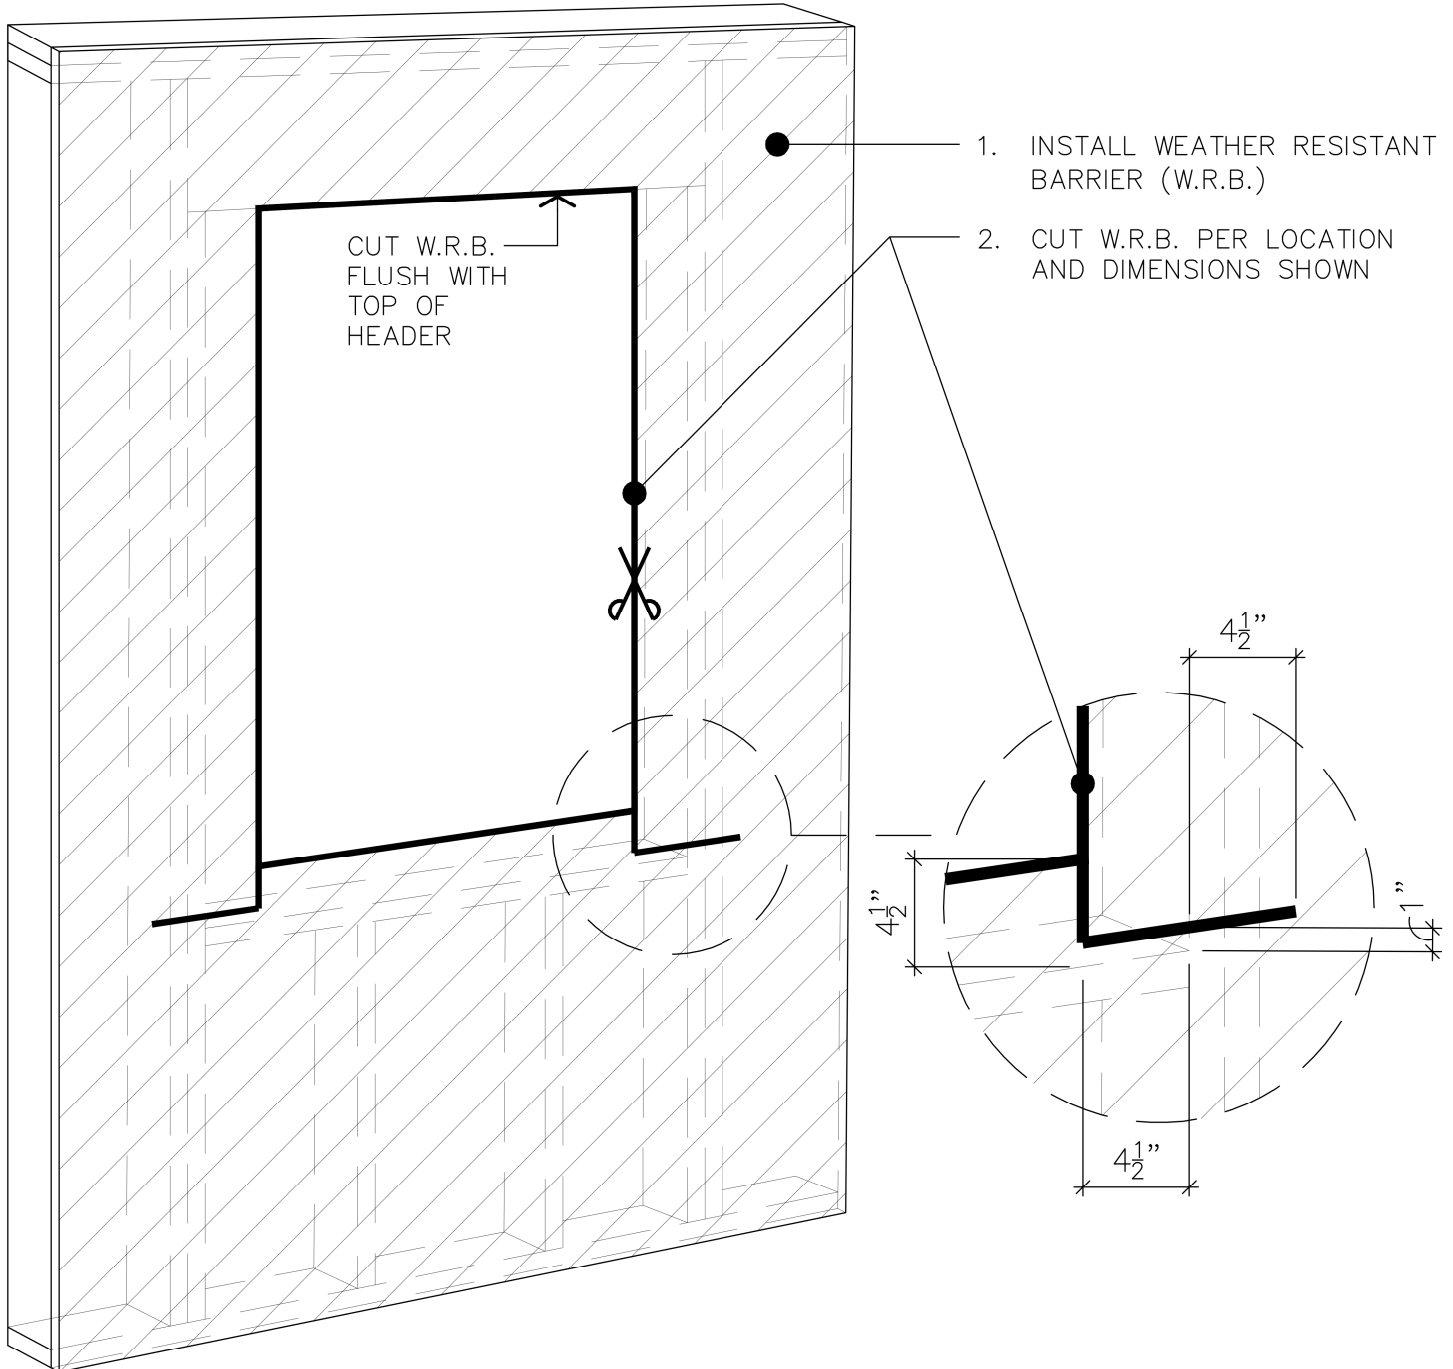 1. INSTALL WEATHER RESISTANT
BARRIER (W.R.B.)
2. CUT W.R.B. PER LOCATION
AND DIMENSIONS SHOWN
CUT W.R.B.
FLUSH WITH
TOP OF
HEADER
4½”
4½”
1”
4½”